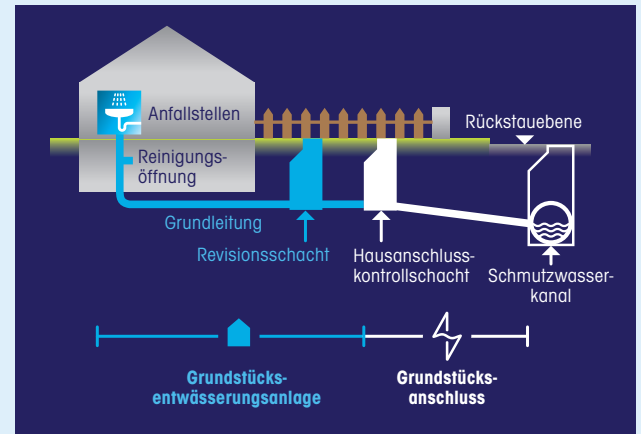 Anfallstellen
Rückstauebene
Reinigungs-
öffnung
Grundleitung
Revisionsschacht
Hausanschluss-
kontrollschacht
Schmutzwasser-
kanal
Grundstücks-
entwässerungsanlage
Grundstücks-
anschluss